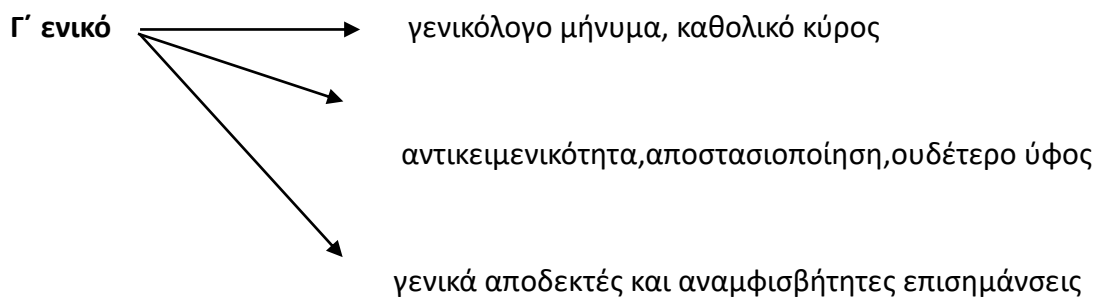 Γ΄ ενικό γενικόλογο μήνυμα, καθολικό κύρος
αντικειμενικότητα,αποστασιοποίηση,ουδέτερο ύφος
γενικά αποδεκτές και αναμφισβήτητες επισημάνσεις